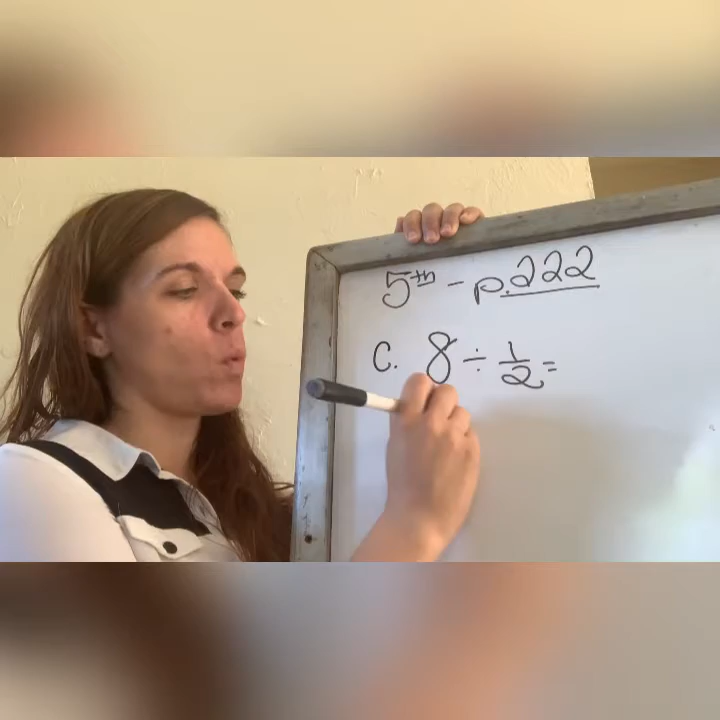 5th - p.222
C. 8 ÷ 1/2 =